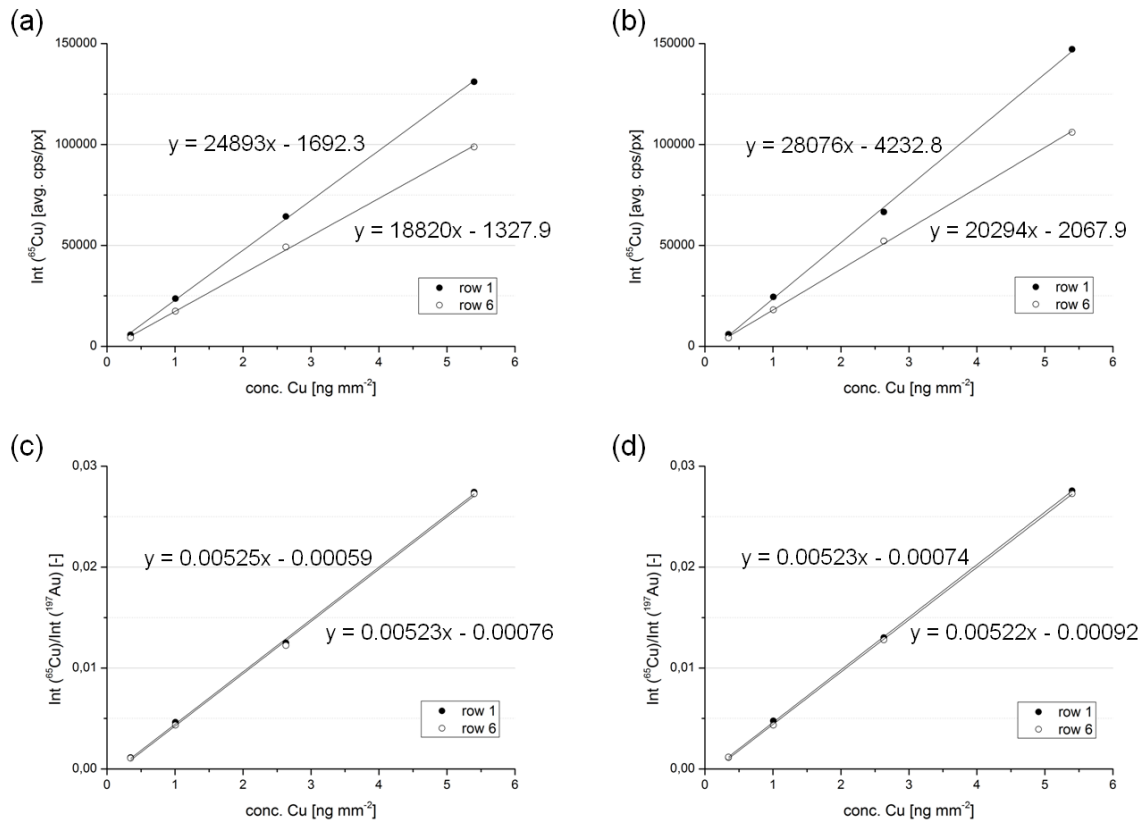 (a)
150000
100000
50000
0
Int (⁶⁵Cu) [avg. cps/px]
y = 24893x - 1692.3
y = 18820x - 1327.9
row 1
row 6
0 1 2 3 4 5 6
conc. Cu [ng mm⁻²]
(b)
150000
100000
50000
0
Int (⁶⁵Cu) [avg. cps/px]
y = 28076x - 4232.8
y = 20294x - 2067.9
row 1
row 6
0 1 2 3 4 5 6
conc. Cu [ng mm⁻²]
(c)
0,03
0,02
0,01
0,00
Int (⁶⁵Cu)/Int (¹⁹⁷Au) [-]
y = 0.00525x - 0.00059
y = 0.00523x - 0.00076
row 1
row 6
0 1 2 3 4 5 6
conc. Cu [ng mm⁻²]
(d)
0,03
0,02
0,01
0,00
Int (⁶⁵Cu)/Int (¹⁹⁷Au) [-]
y = 0.00523x - 0.00074
y = 0.00522x - 0.00092
row 1
row 6
0 1 2 3 4 5 6
conc. Cu [ng mm⁻²]